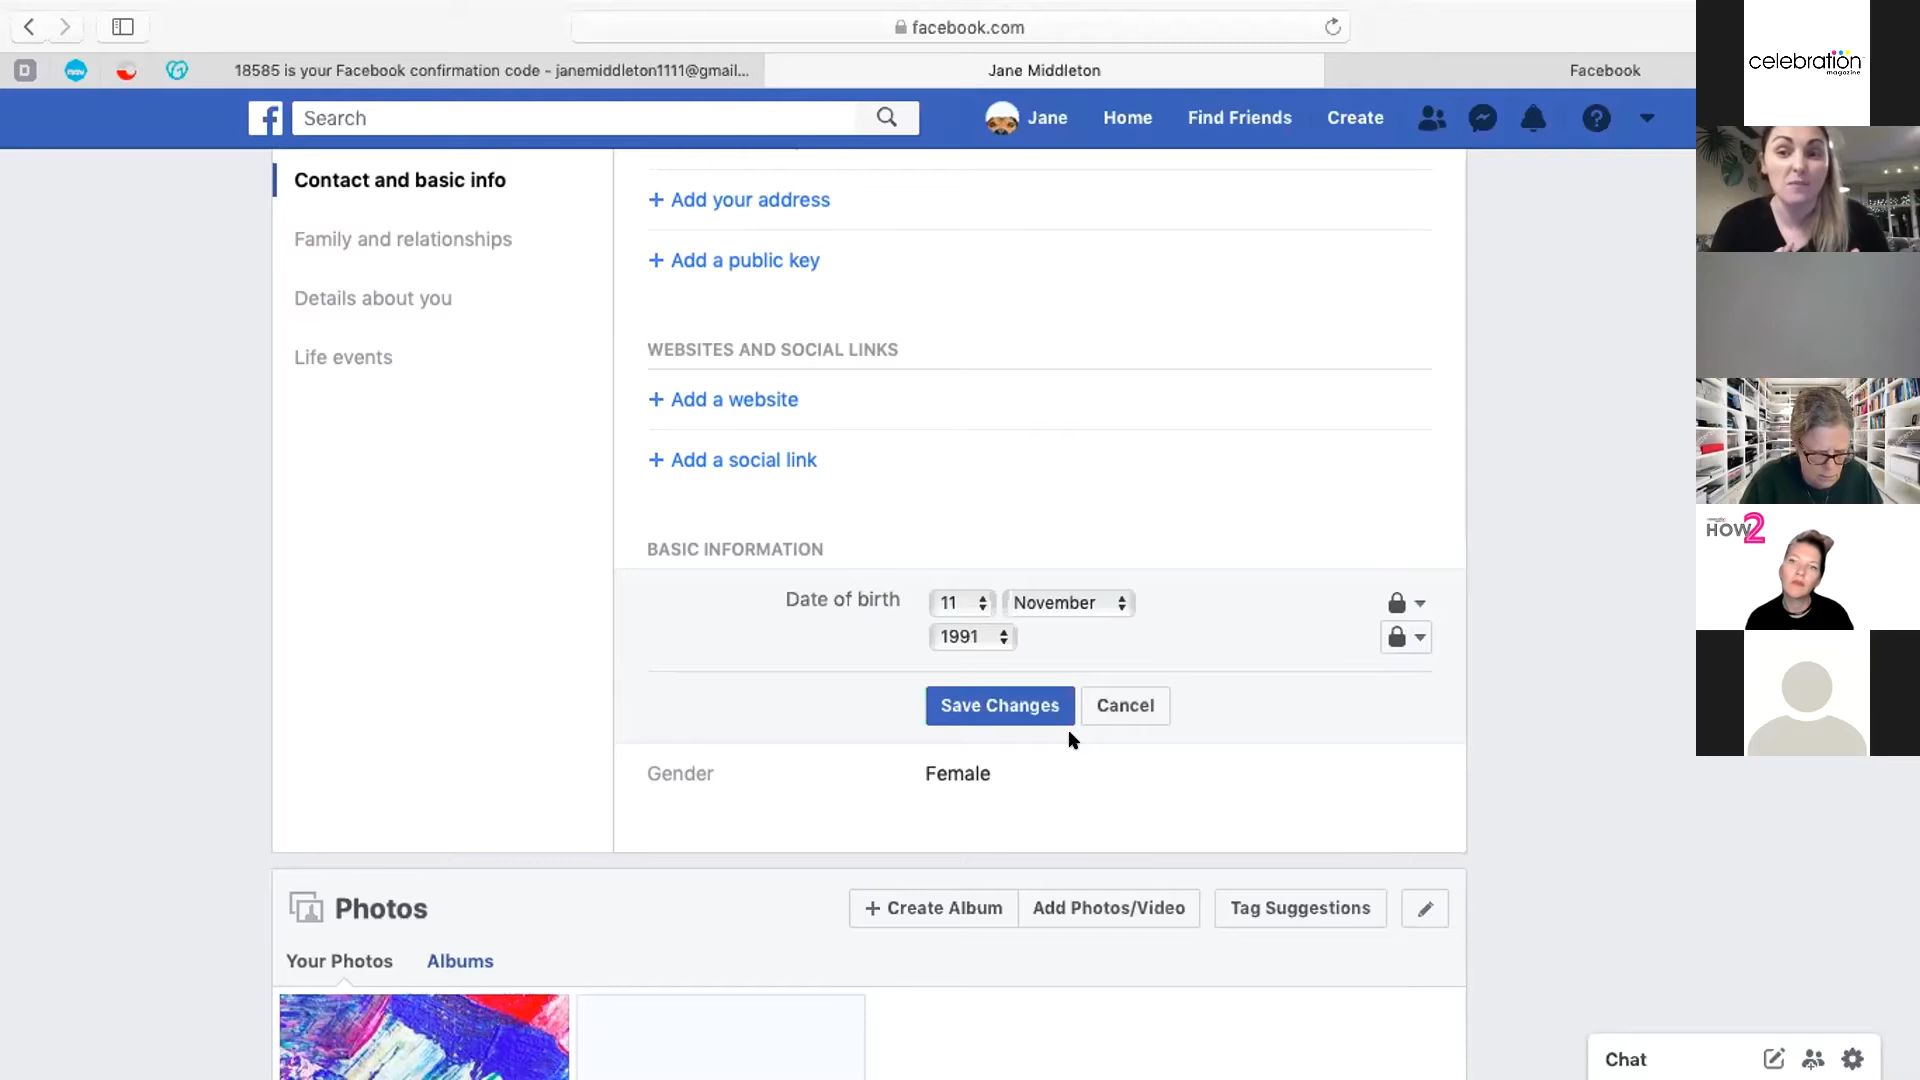 facebook.com
18585 is your Facebook confirmation code - janemiddleton1111@gmail...
Jane Middleton
Facebook
Search
Jane
Home
Find Friends
Create
Contact and basic info
Family and relationships
Details about you
Life events
+ Add your address
+ Add a public key
WEBSITES AND SOCIAL LINKS
+ Add a website
+ Add a social link
BASIC INFORMATION
Date of birth
11
November
1991
Save Changes
Cancel
Gender
Female
Photos
+ Create Album
Add Photos/Video
Tag Suggestions
Your Photos
Albums
Chat
celebration
magazine
HOW2